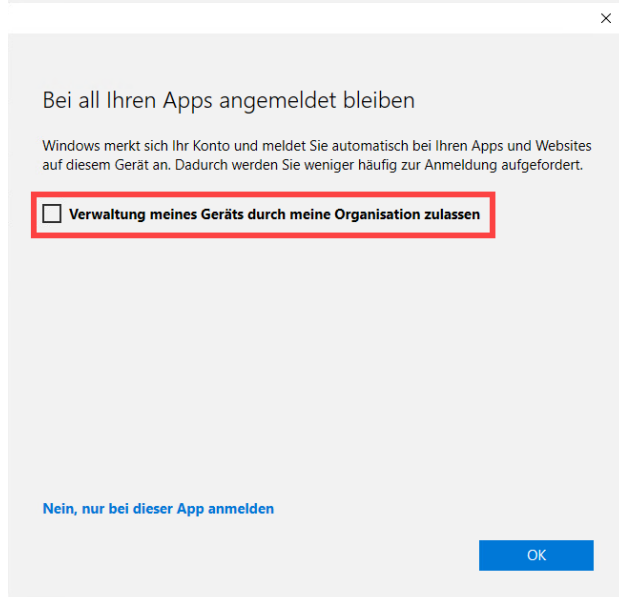 Bei all Ihren Apps angemeldet bleiben
Windows merkt sich Ihr Konto und meldet Sie automatisch bei Ihren Apps und Websites
auf diesem Gerät an. Dadurch werden Sie weniger häufig zur Anmeldung aufgefordert.
Verwaltung meines Geräts durch meine Organisation zulassen
Nein, nur bei dieser App anmelden
OK